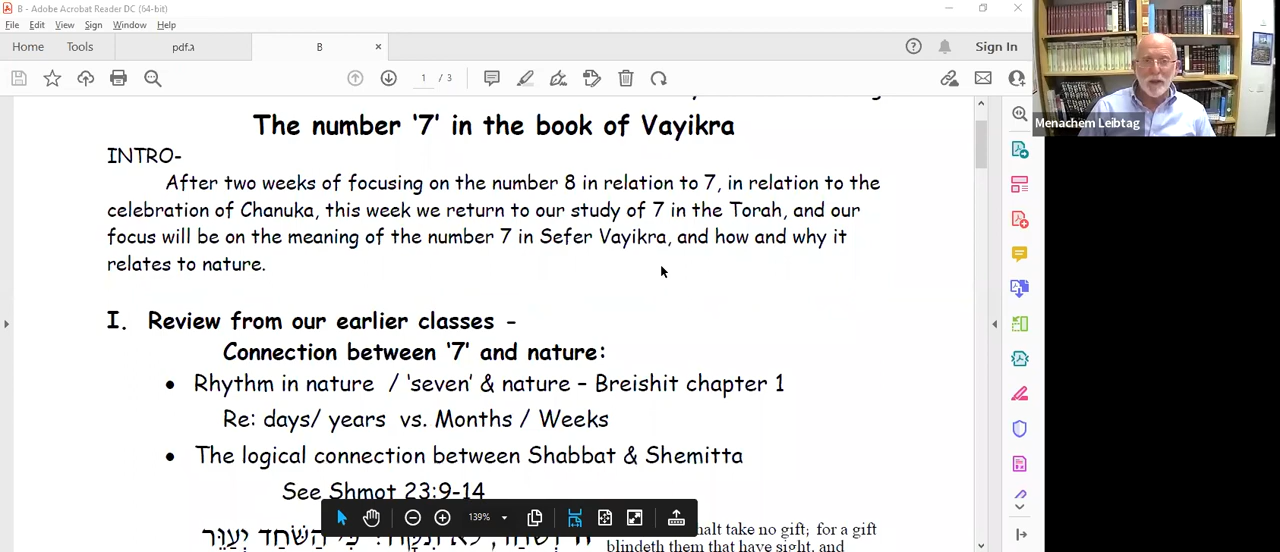 B - Adobe Acrobat Reader DC (64-bit)
File Edit View Sign Window Help
Home Tools pdf.ג B × Sign In
1 / 3
Menachem Leibtag
The number ‘7’ in the book of Vayikra
INTRO-
After two weeks of focusing on the number 8 in relation to 7, in relation to the
celebration of Chanuka, this week we return to our study of 7 in the Torah, and our
focus will be on the meaning of the number 7 in Sefer Vayikra, and how and why it
relates to nature.
I. Review from our earlier classes -
Connection between ‘7’ and nature:
• Rhythm in nature / ‘seven’ & nature – Breishit chapter 1
Re: days/ years vs. Months / Weeks
• The logical connection between Shabbat & Shemitta
See Shmot 23:9-14
139%
halt take no gift; for a gift
כִּי הַשֹּׁחַד יְעַוֵּר
blindeth them that have sight, and